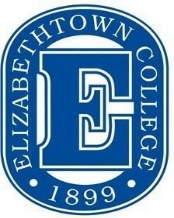 ELIZABETHTOWN COLLEGE
E
• 1899 •